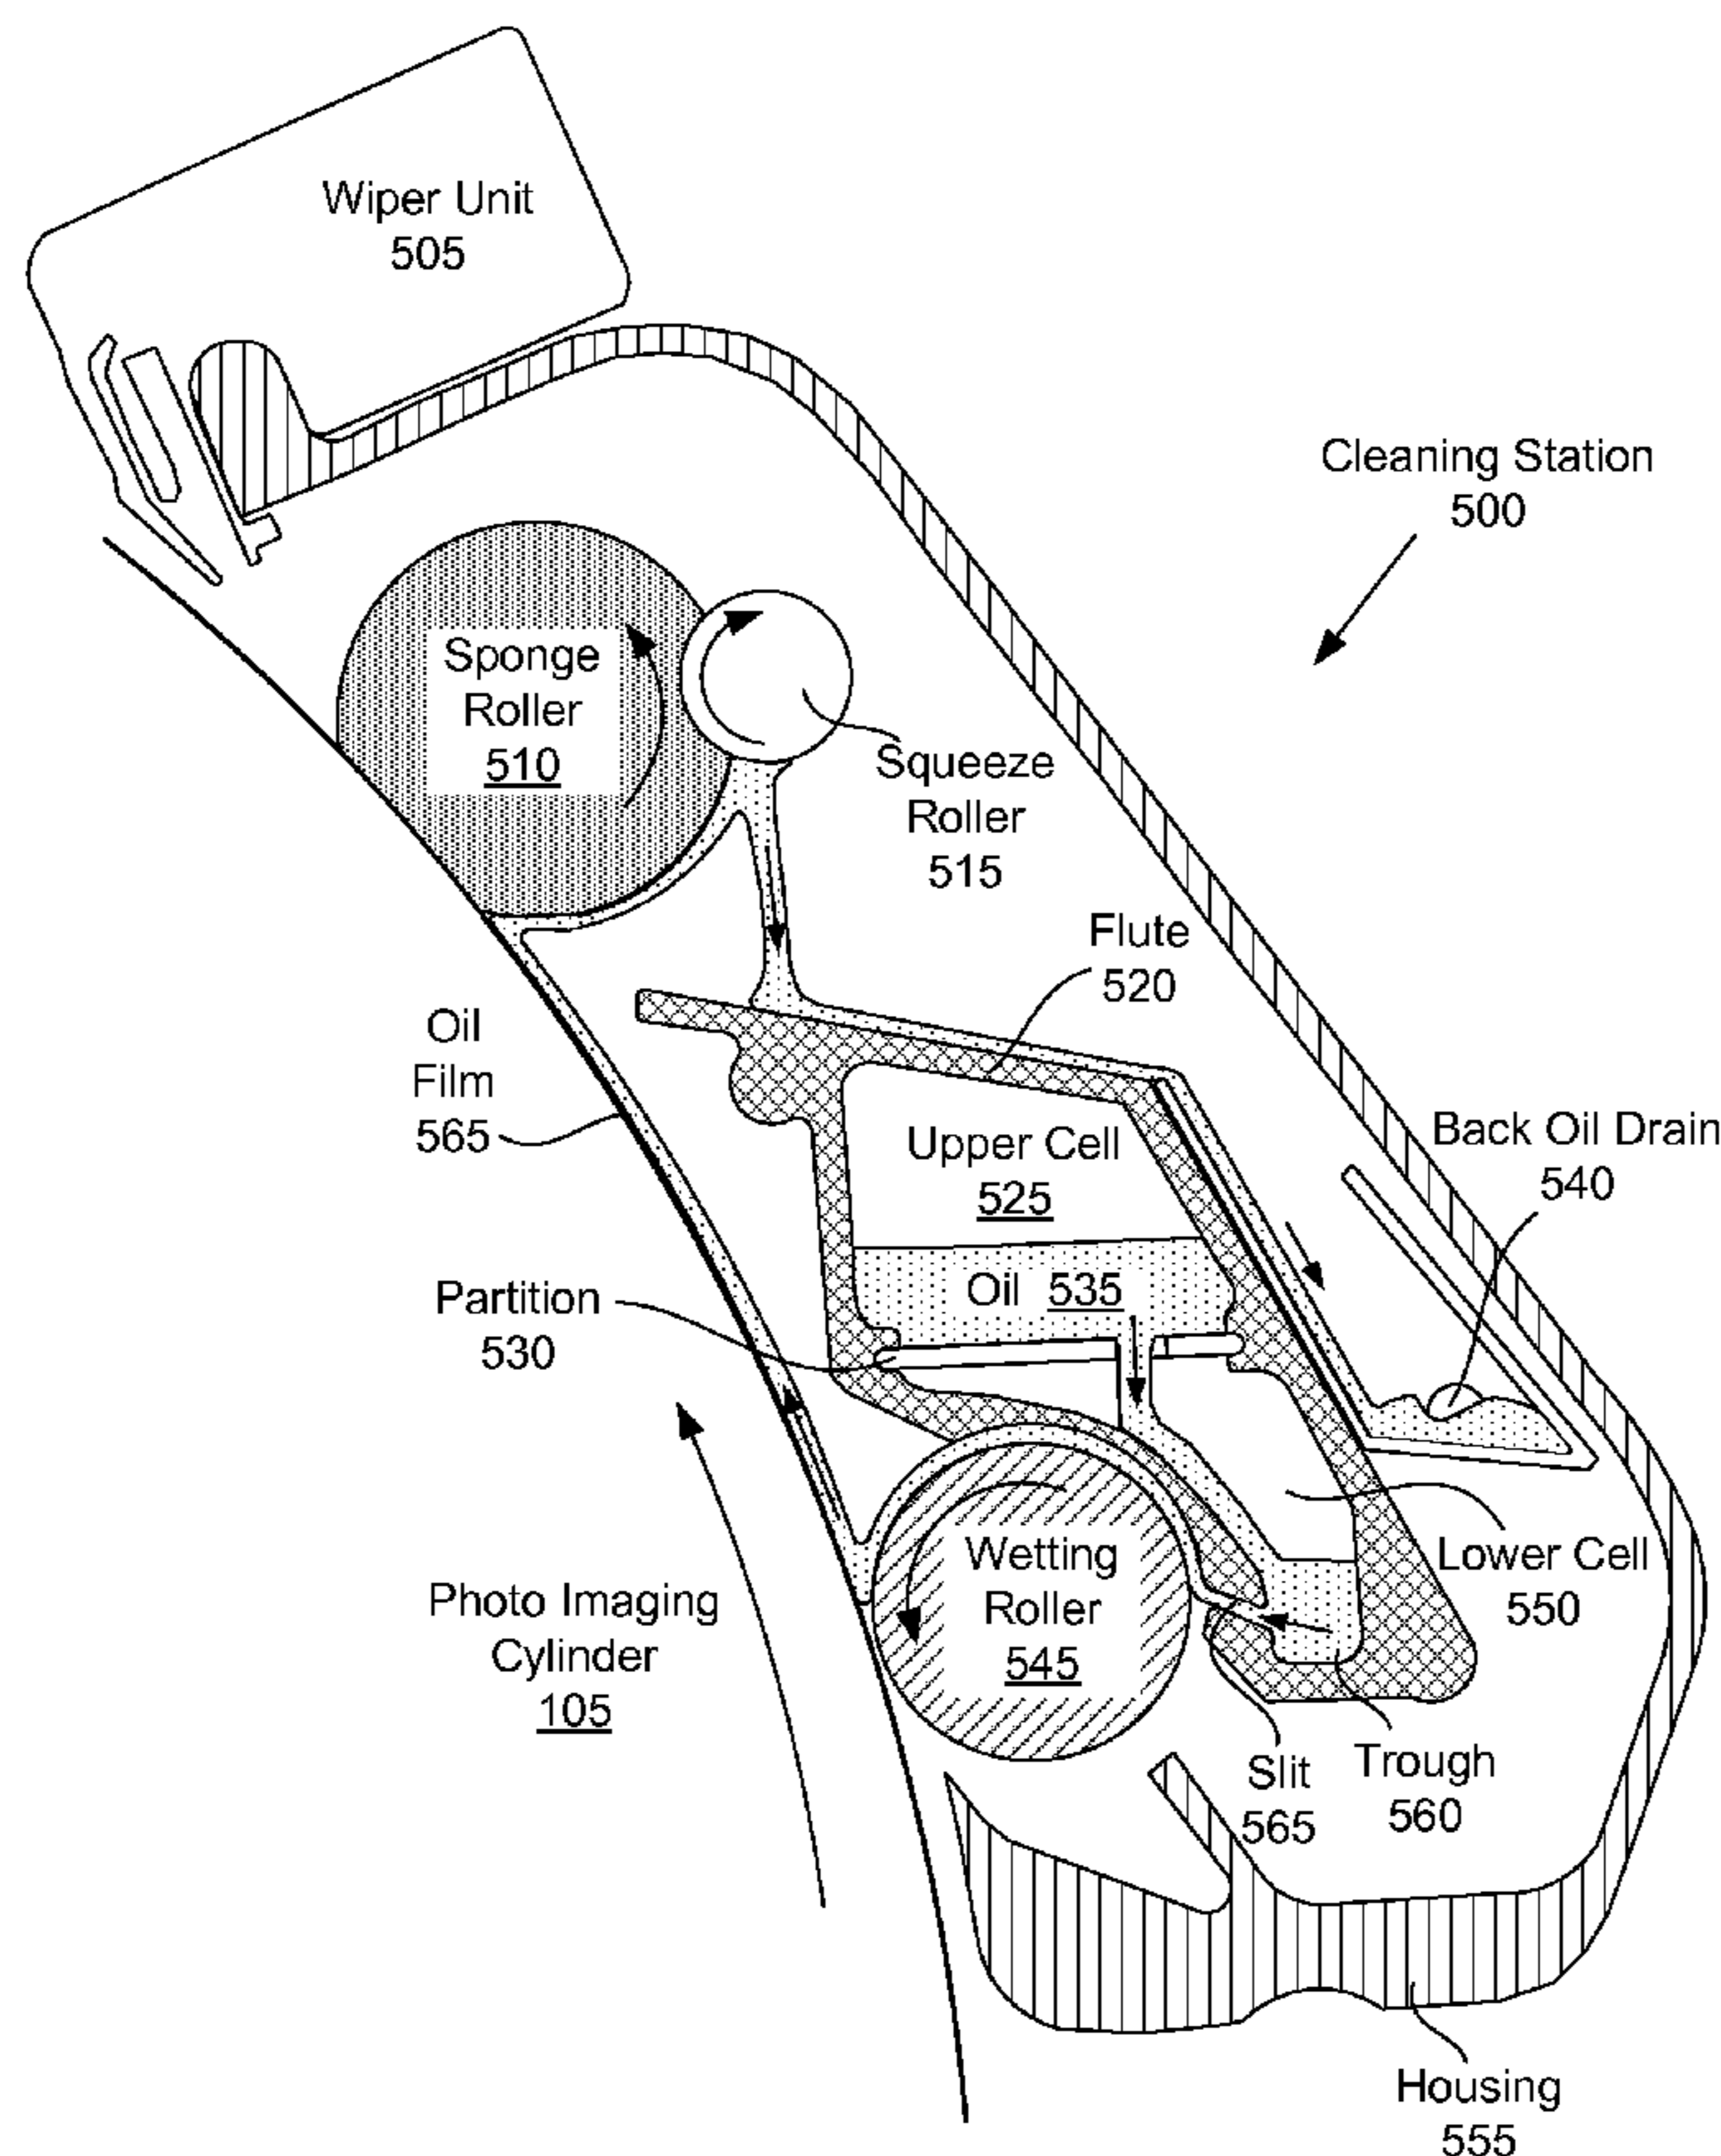 Wiper Unit
505
Cleaning Station
500
Sponge
Roller
510
Squeeze
Roller
515
Flute
520
Oil
Film
565
Back Oil Drain
540
Upper Cell
525
Oil 535
Partition
530
Wetting
Roller
545
Lower Cell
550
Photo Imaging
Cylinder
105
Slit
565
Trough
560
Housing
555